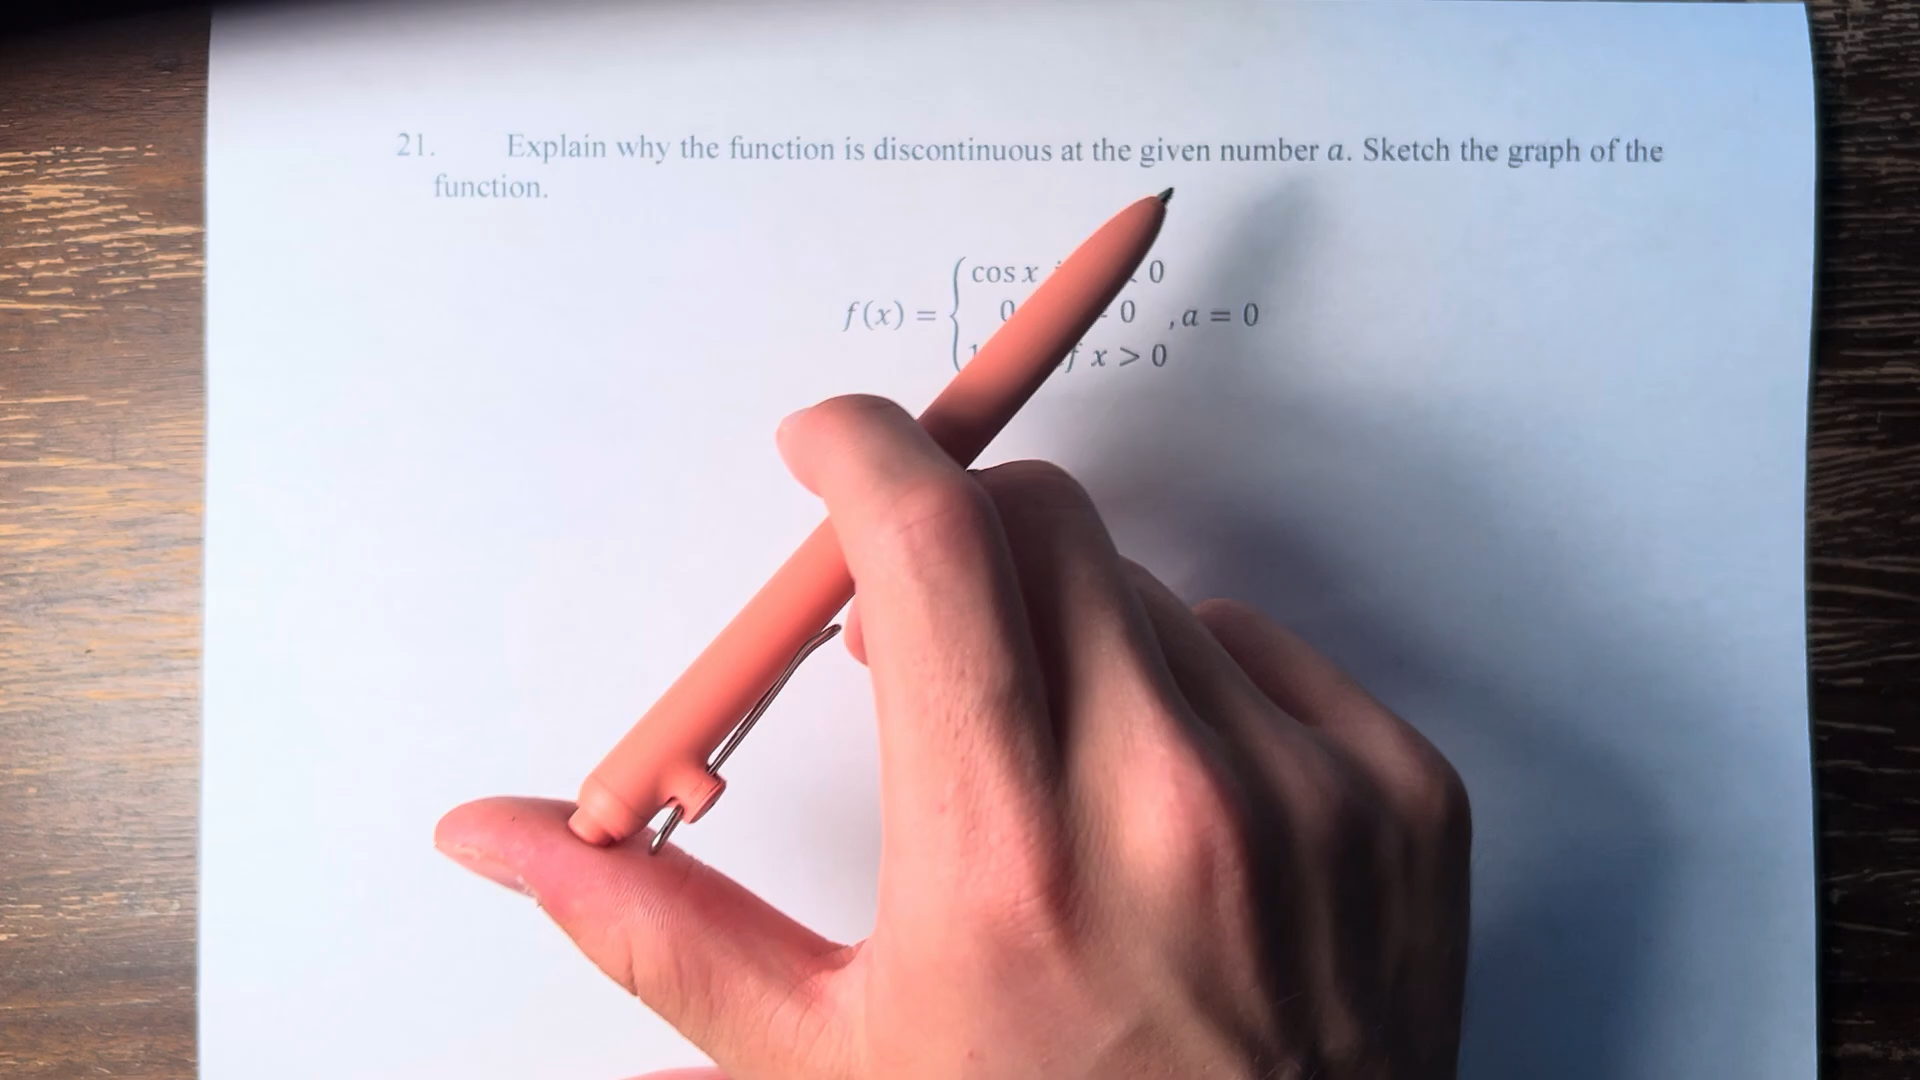 21. Explain why the function is discontinuous at the given number a. Sketch the graph of the
function.
cos x 0
f(x) = { 0 0 , a = 0
1 f x > 0